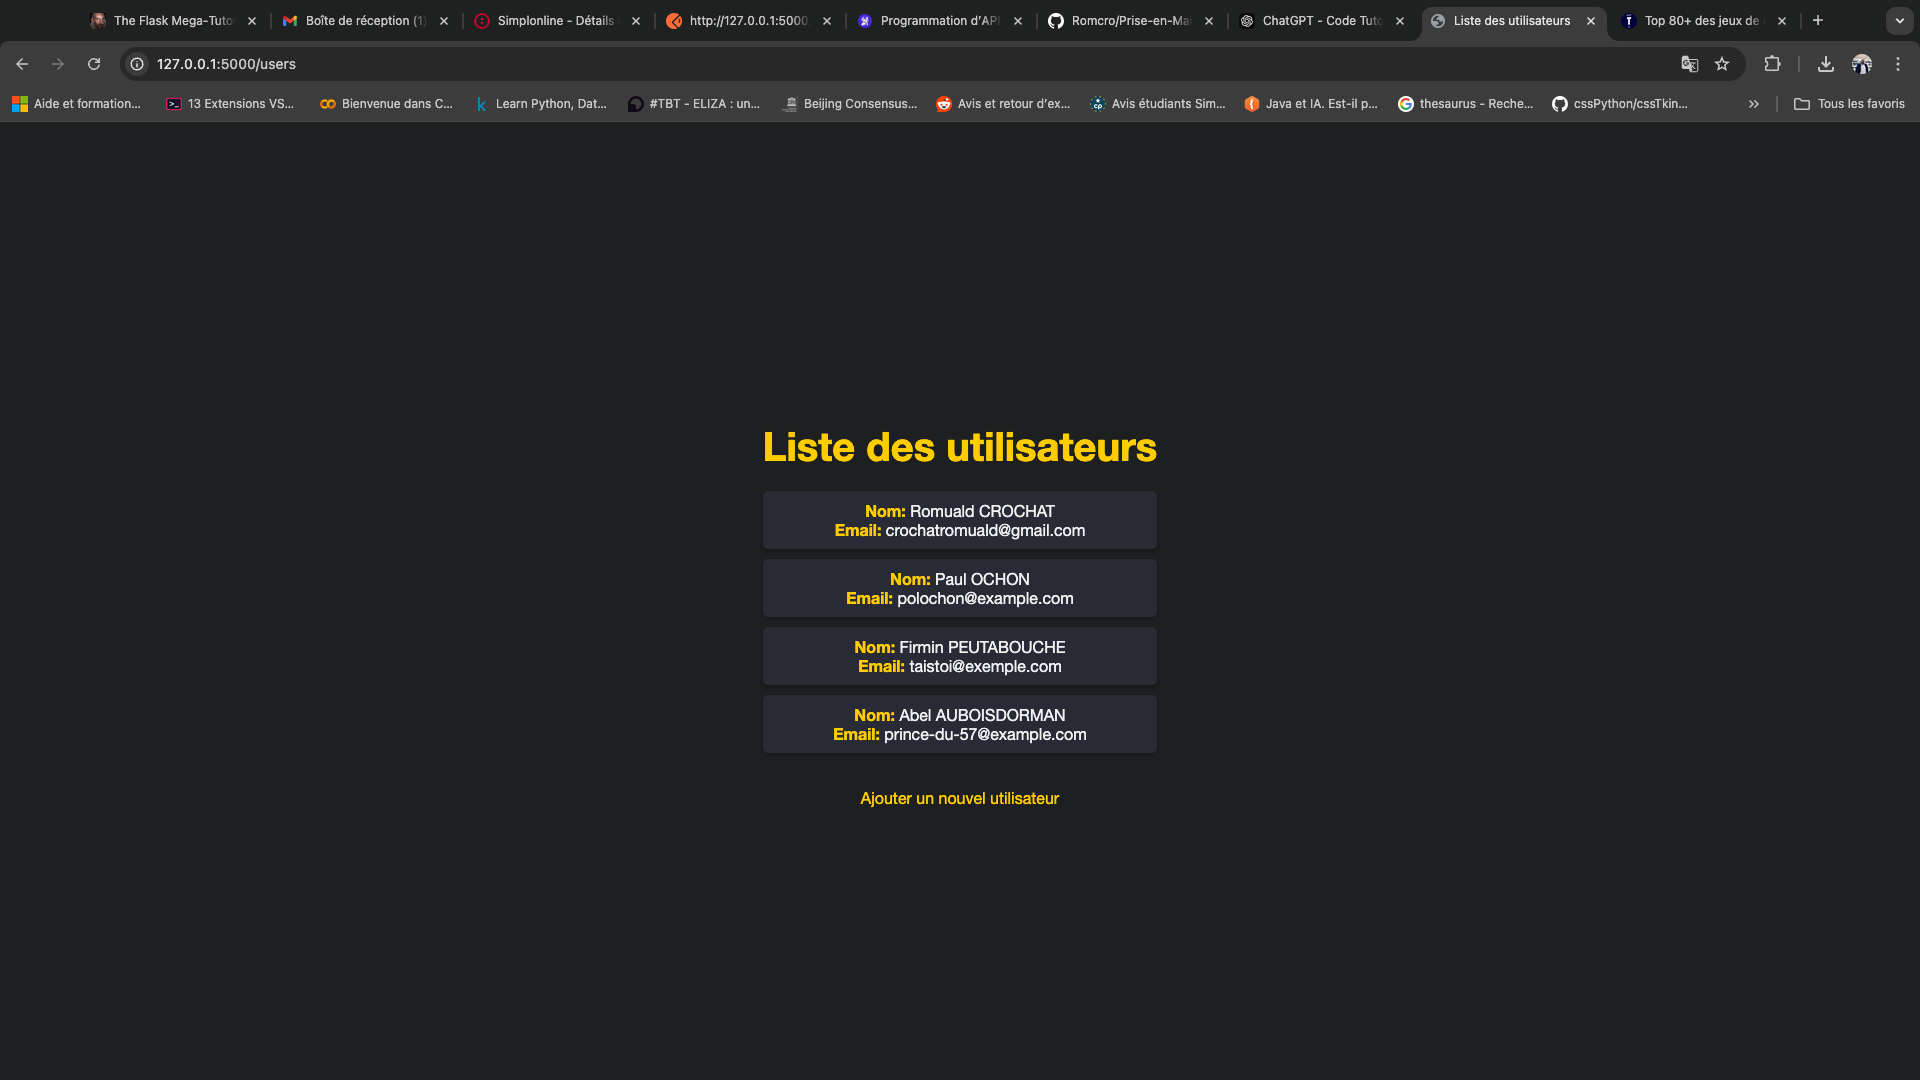 The Flask Mega-Tuto
Boîte de réception (1)
Simplonline - Détails
http://127.0.0.1:5000
Programmation d'API
Romcro/Prise-en-Mai
ChatGPT - Code Tuto
Liste des utilisateurs
Top 80+ des jeux de
127.0.0.1:5000/users
Aide et formation...
13 Extensions VS...
Bienvenue dans C...
Learn Python, Dat...
#TBT - ELIZA : un...
Beijing Consensus...
Avis et retour d'ex...
Avis étudiants Sim...
Java et IA. Est-il p...
thesaurus - Reche...
cssPython/cssTkin...
Tous les favoris
Liste des utilisateurs
Nom: Romuald CROCHAT
Email: crochatromuald@gmail.com
Nom: Paul OCHON
Email: polochon@example.com
Nom: Firmin PEUTABOUCHE
Email: taistoi@exemple.com
Nom: Abel AUBOISDORMAN
Email: prince-du-57@example.com
Ajouter un nouvel utilisateur